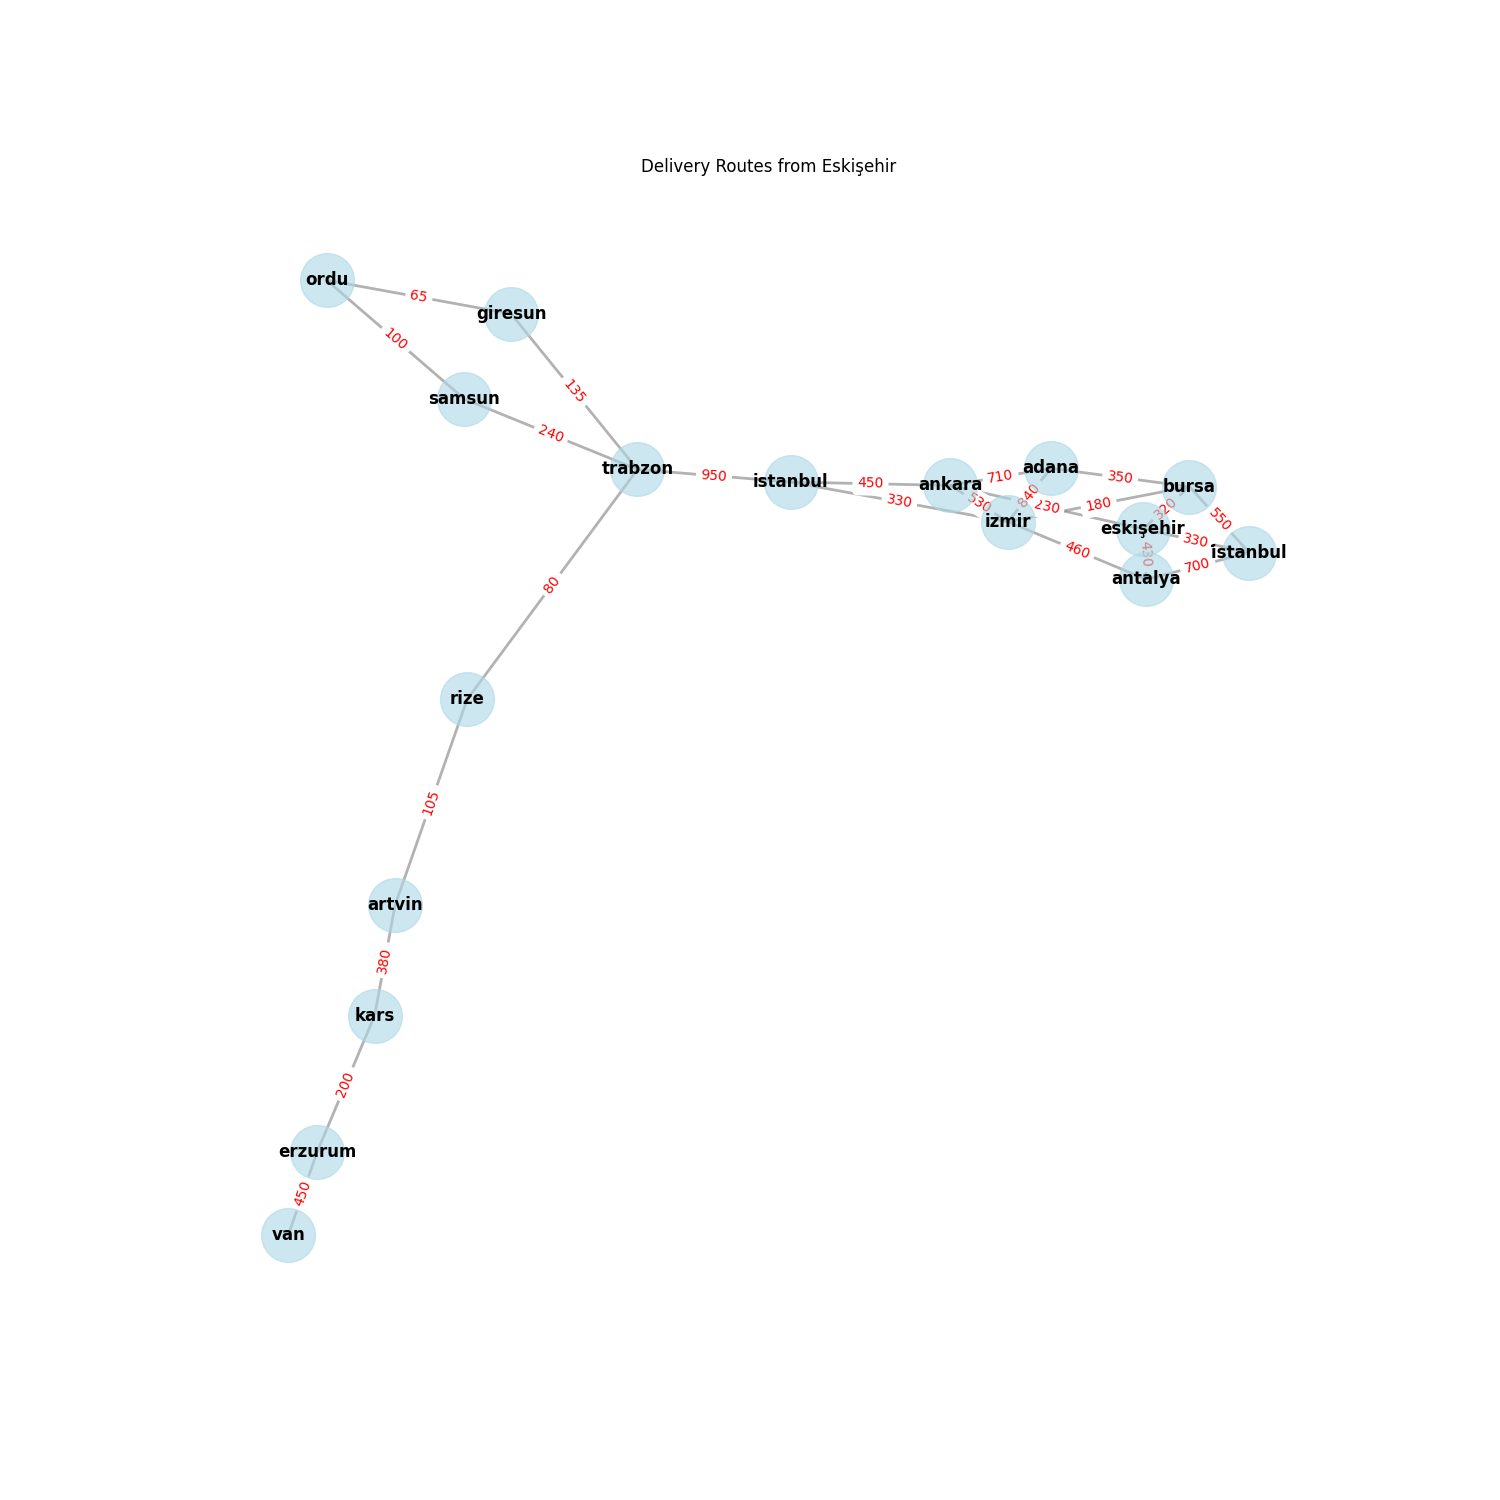 Delivery Routes from Eskişehir
ordu
65
giresun
100
135
samsun
240
trabzon
950
istanbul
450
330
ankara
710
adana
350
bursa
530
840
230
180
320
550
izmir
eskişehir
330
i̇stanbul
460
430
700
antalya
80
rize
105
artvin
380
kars
200
erzurum
450
van